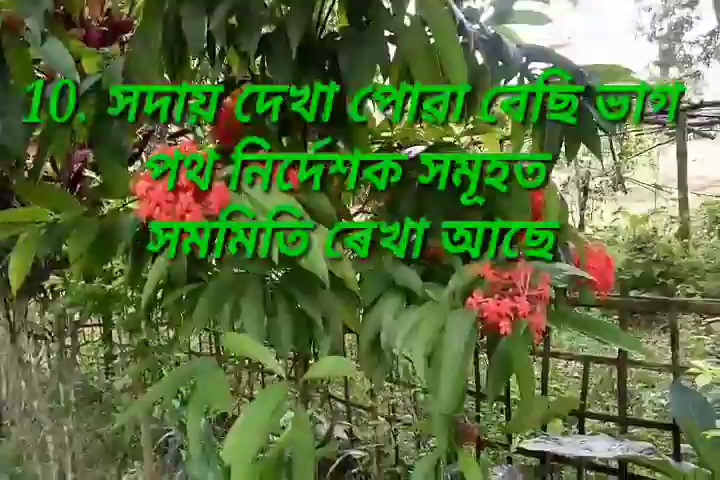 10. সদায় দেখা পোৱা বেছি ভাগ
পথ নিৰ্দেশক সমূহত
সমমিতি ৰেখা আছে